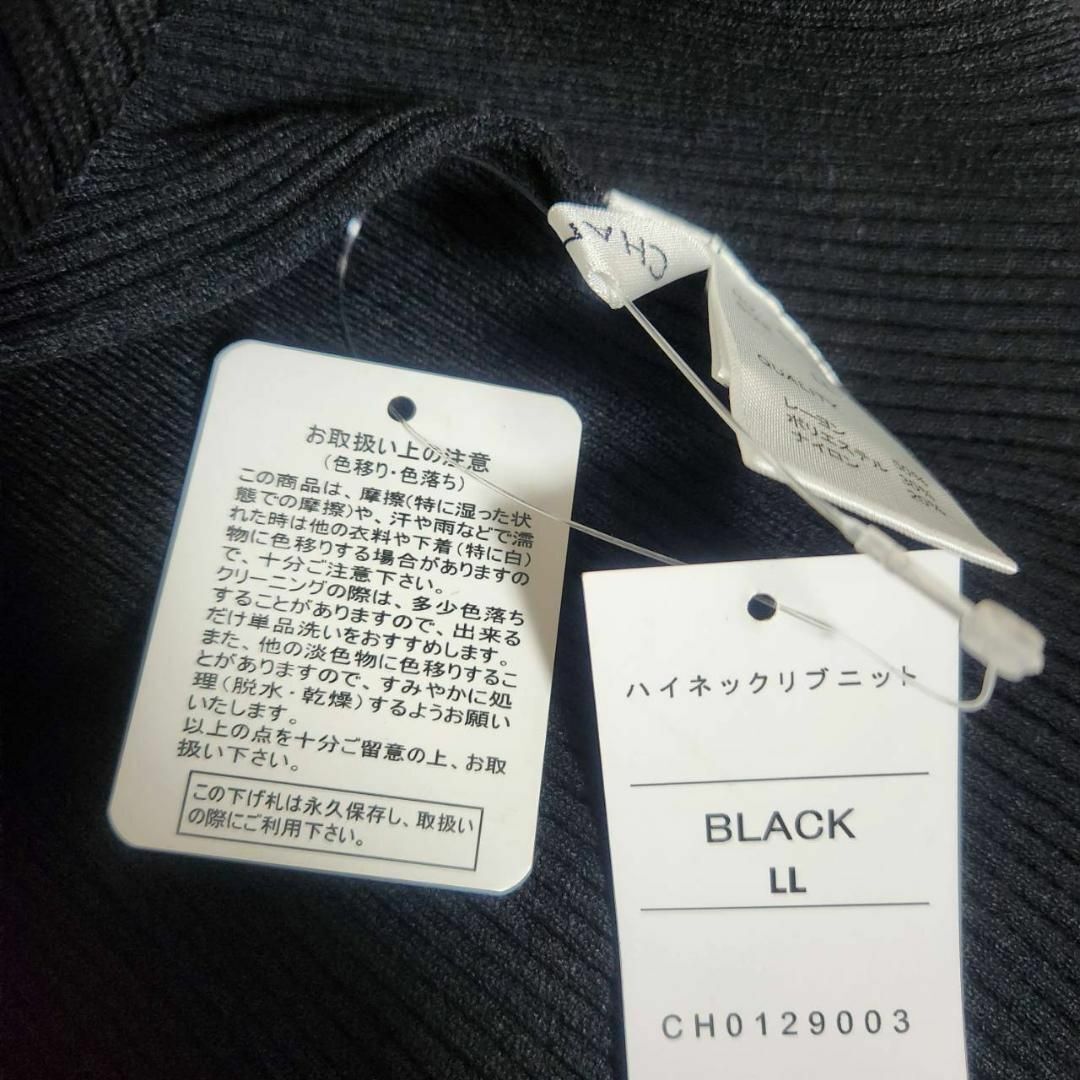 お取扱い上の注意
(色移り・色落ち)
この商品は、摩擦(特に湿った状
態での摩擦)や、汗や雨などで濡
れた時は他の衣料や下着(特に白)
物に色移りする場合がありますの
で、十分ご注意下さい。
クリーニングの際は、多少色落ち
することがありますので、出来る
だけ単品洗いをおすすめします。
また、他の淡色物に色移りするこ
とがありますので、すみやかに処
理(脱水・乾燥)するようお願い
いたします。
以上の点を十分ご留意の上、お取
扱い下さい。
この下げ札は永久保存し、取扱い
の際にご利用下さい。
CHA
QUALITY
レーヨン 50%
ポリエステル 30%
ナイロン 20%
ハイネックリブニット
BLACK
LL
CH0129003